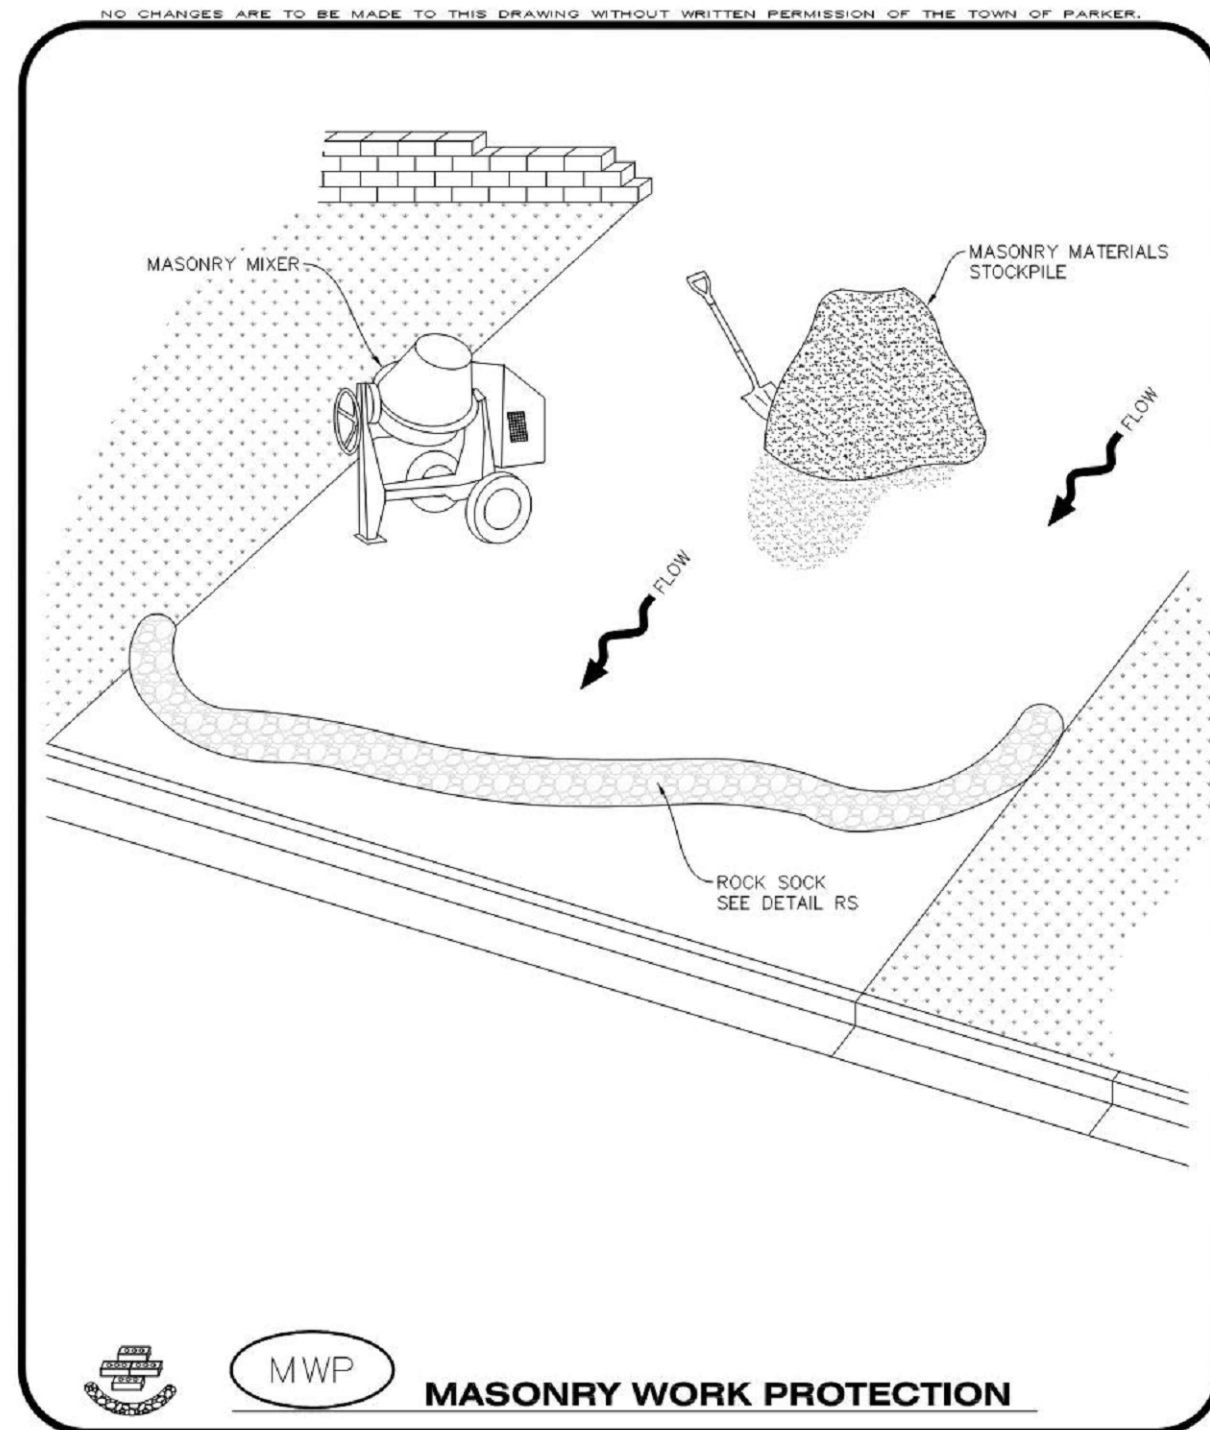 NO CHANGES ARE TO BE MADE TO THIS DRAWING WITHOUT WRITTEN PERMISSION OF THE TOWN OF PARKER.
MASONRY MIXER
MASONRY MATERIALS
STOCKPILE
FLOW
FLOW
ROCK SOCK
SEE DETAIL RS
MWP
MASONRY WORK PROTECTION